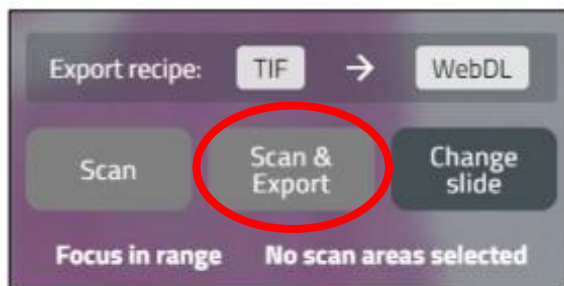 Export recipe: TIF → WebDL
Scan
Scan &
Export
Change
slide
Focus in range No scan areas selected